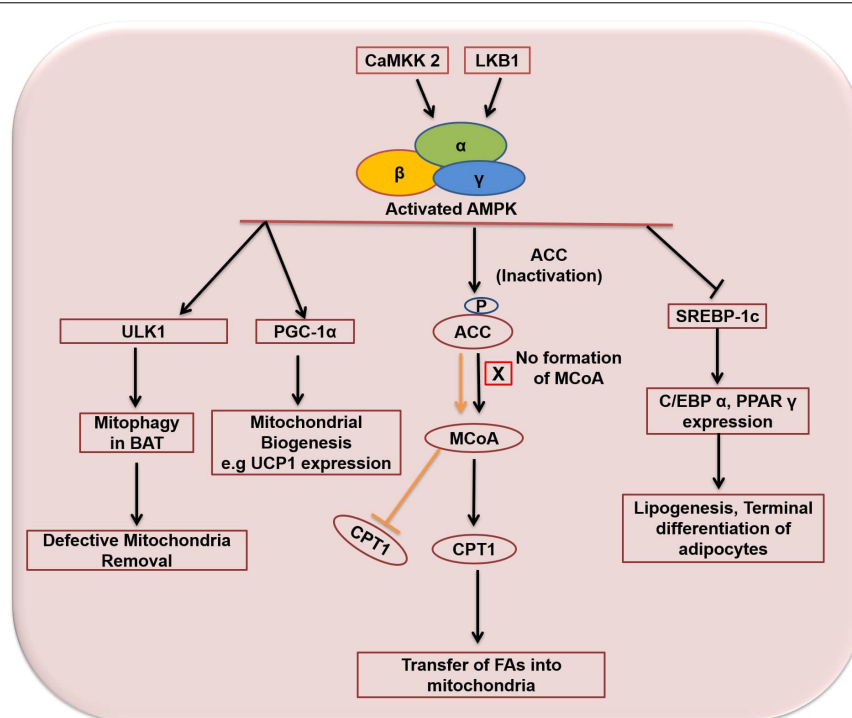 CaMKK 2
LKB1
α
β
γ
Activated AMPK
ACC
(Inactivation)
P
ULK1
PGC-1α
ACC
SREBP-1c
X
No formation
of MCoA
Mitophagy
in BAT
Mitochondrial
Biogenesis
e.g UCP1 expression
MCoA
C/EBP α, PPAR γ
expression
Defective Mitochondria
Removal
CPT1
CPT1
Lipogenesis, Terminal
differentiation of
adipocytes
Transfer of FAs into
mitochondria